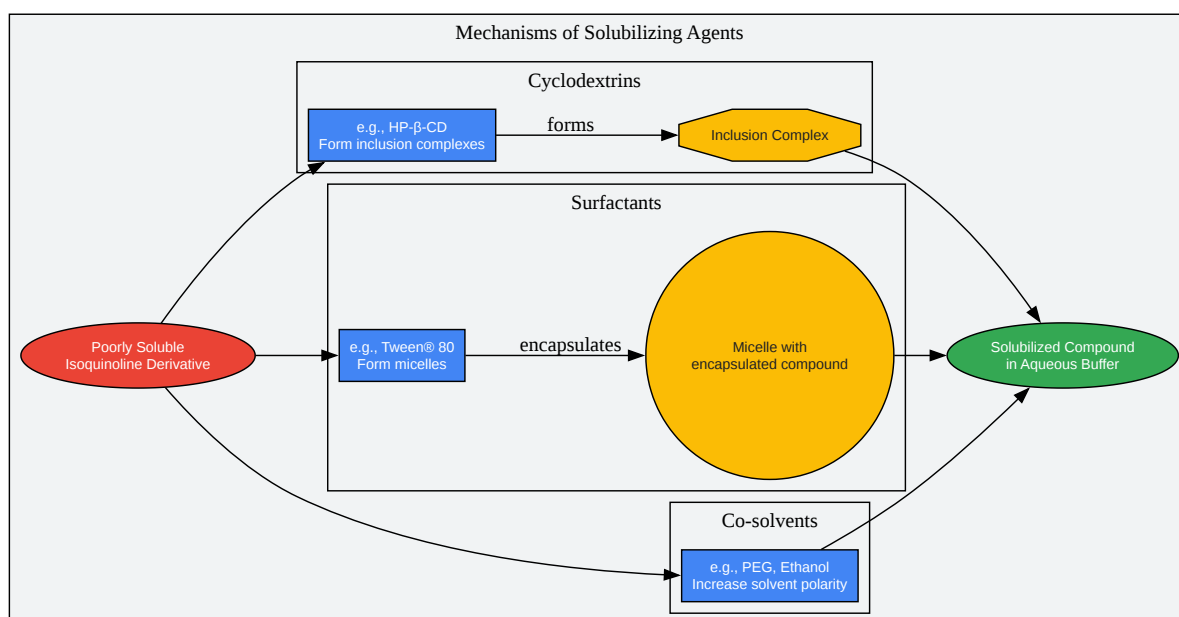 Mechanisms of Solubilizing Agents
Cyclodextrins
e.g., HP-β-CD
Form inclusion complexes
forms
Inclusion Complex
Surfactants
Poorly Soluble
Isoquinoline Derivative
e.g., Tween® 80
Form micelles
encapsulates
Micelle with
encapsulated compound
Solubilized Compound
in Aqueous Buffer
Co-solvents
e.g., PEG, Ethanol
Increase solvent polarity